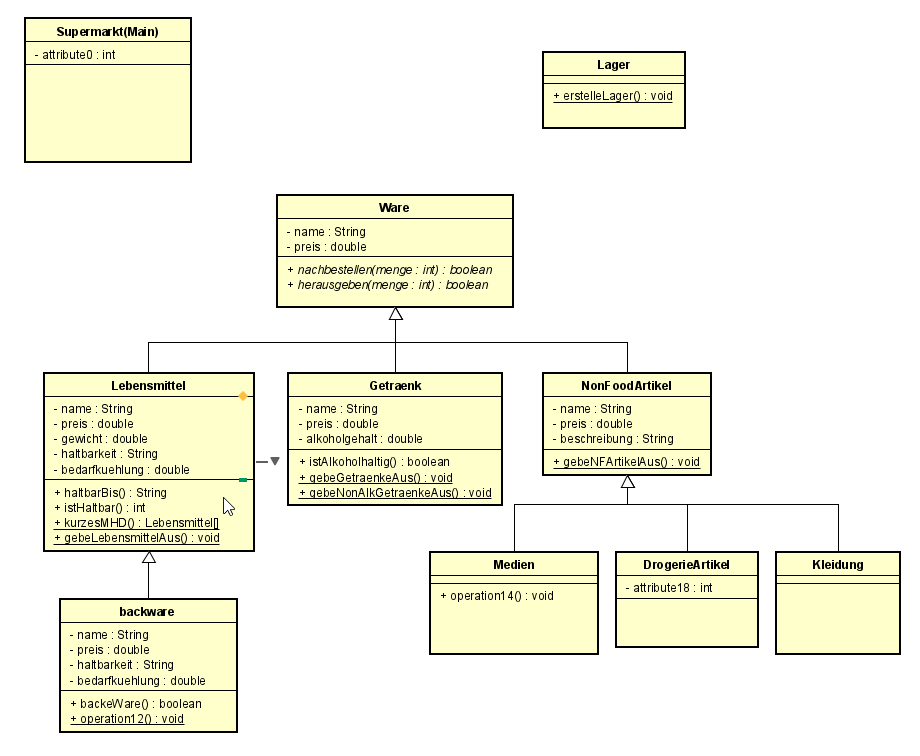 Supermarkt(Main)
- attribute0 : int
Lager
+ erstelleLager() : void
Ware
- name : String
- preis : double
+ nachbestellen(menge : int) : boolean
+ herausgeben(menge : int) : boolean
Lebensmittel
- name : String
- preis : double
- gewicht : double
- haltbarkeit : String
- bedarfkuehlung : double
+ haltbarBis() : String
+ istHaltbar() : int
+ kurzesMHD() : Lebensmittel[]
+ gebeLebensmittelAus() : void
Getraenk
- name : String
- preis : double
- alkoholgehalt : double
+ istAlkoholhaltig() : boolean
+ gebeGetraenkeAus() : void
+ gebeNonAlkGetraenkeAus() : void
NonFoodArtikel
- name : String
- preis : double
- beschreibung : String
+ gebeNFArtikelAus() : void
backware
- name : String
- preis : double
- haltbarkeit : String
- bedarfkuehlung : double
+ backeWare() : boolean
+ operation12() : void
Medien
+ operation14() : void
DrogerieArtikel
- attribute18 : int
Kleidung